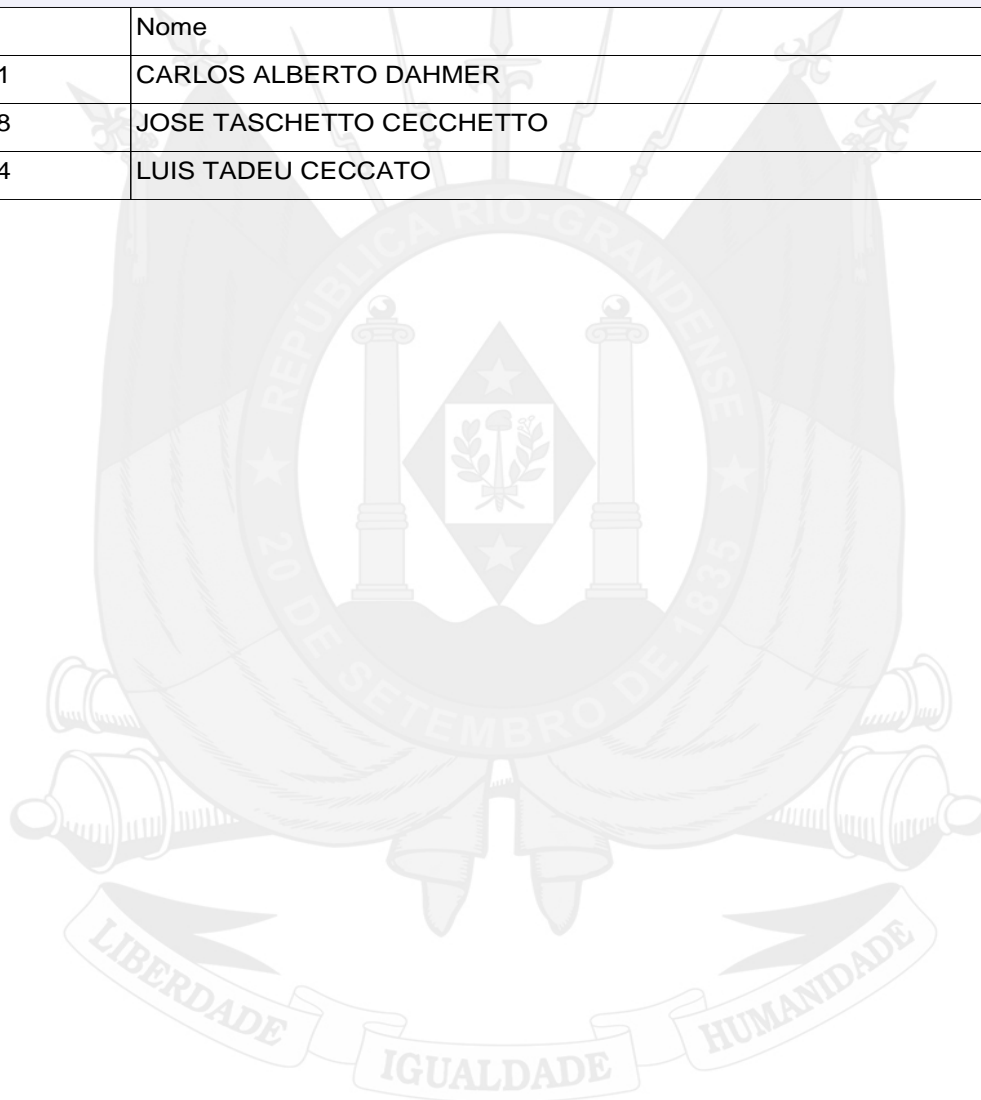 Nome
1 CARLOS ALBERTO DAHMER
8 JOSE TASCHETTO CECCHETTO
4 LUIS TADEU CECCATO
REPÚBLICA RIO-GRANDENSE
20 DE SETEMBRO DE 1835
LIBERDADE IGUALDADE HUMANIDADE